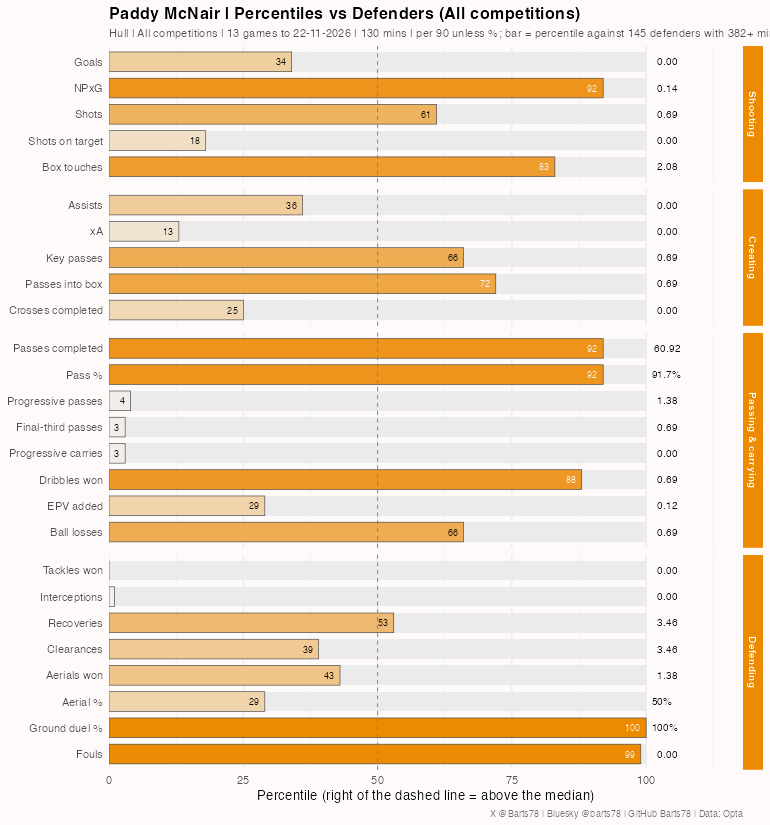 Paddy McNair | Percentiles vs Defenders (All competitions)
Hull | All competitions | 13 games to 22-11-2026 | 130 mins | per 90 unless %; bar = percentile against 145 defenders with 382+ mi
Goals 34 0.00
NPxG 92 0.14
Shots 61 0.69
Shots on target 18 0.00
Box touches 83 2.08
Shooting
Assists 36 0.00
xA 13 0.00
Key passes 66 0.69
Passes into box 72 0.69
Crosses completed 25 0.00
Creating
Passes completed 92 60.92
Pass % 92 91.7%
Progressive passes 4 1.38
Final-third passes 3 0.69
Progressive carries 3 0.00
Dribbles won 88 0.69
EPV added 29 0.12
Ball losses 66 0.69
Passing & carrying
Tackles won 0.00
Interceptions 0.00
Recoveries 53 3.46
Clearances 39 3.46
Aerials won 43 1.38
Aerial % 29 50%
Ground duel % 100 100%
Fouls 99 0.00
Defending
0 25 50 75 100
Percentile (right of the dashed line = above the median)
X @Barts78 | Bluesky @barts78 | GitHub Barts78 | Data: Opta